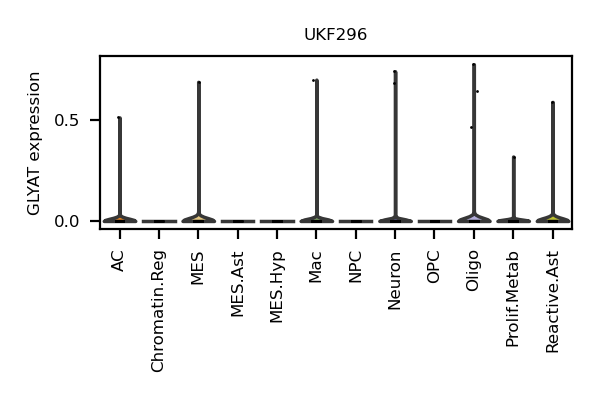 UKF296
GLYAT expression
0.5
0.0
AC
Chromatin.Reg
MES
MES.Ast
MES.Hyp
Mac
NPC
Neuron
OPC
Oligo
Prolif.Metab
Reactive.Ast